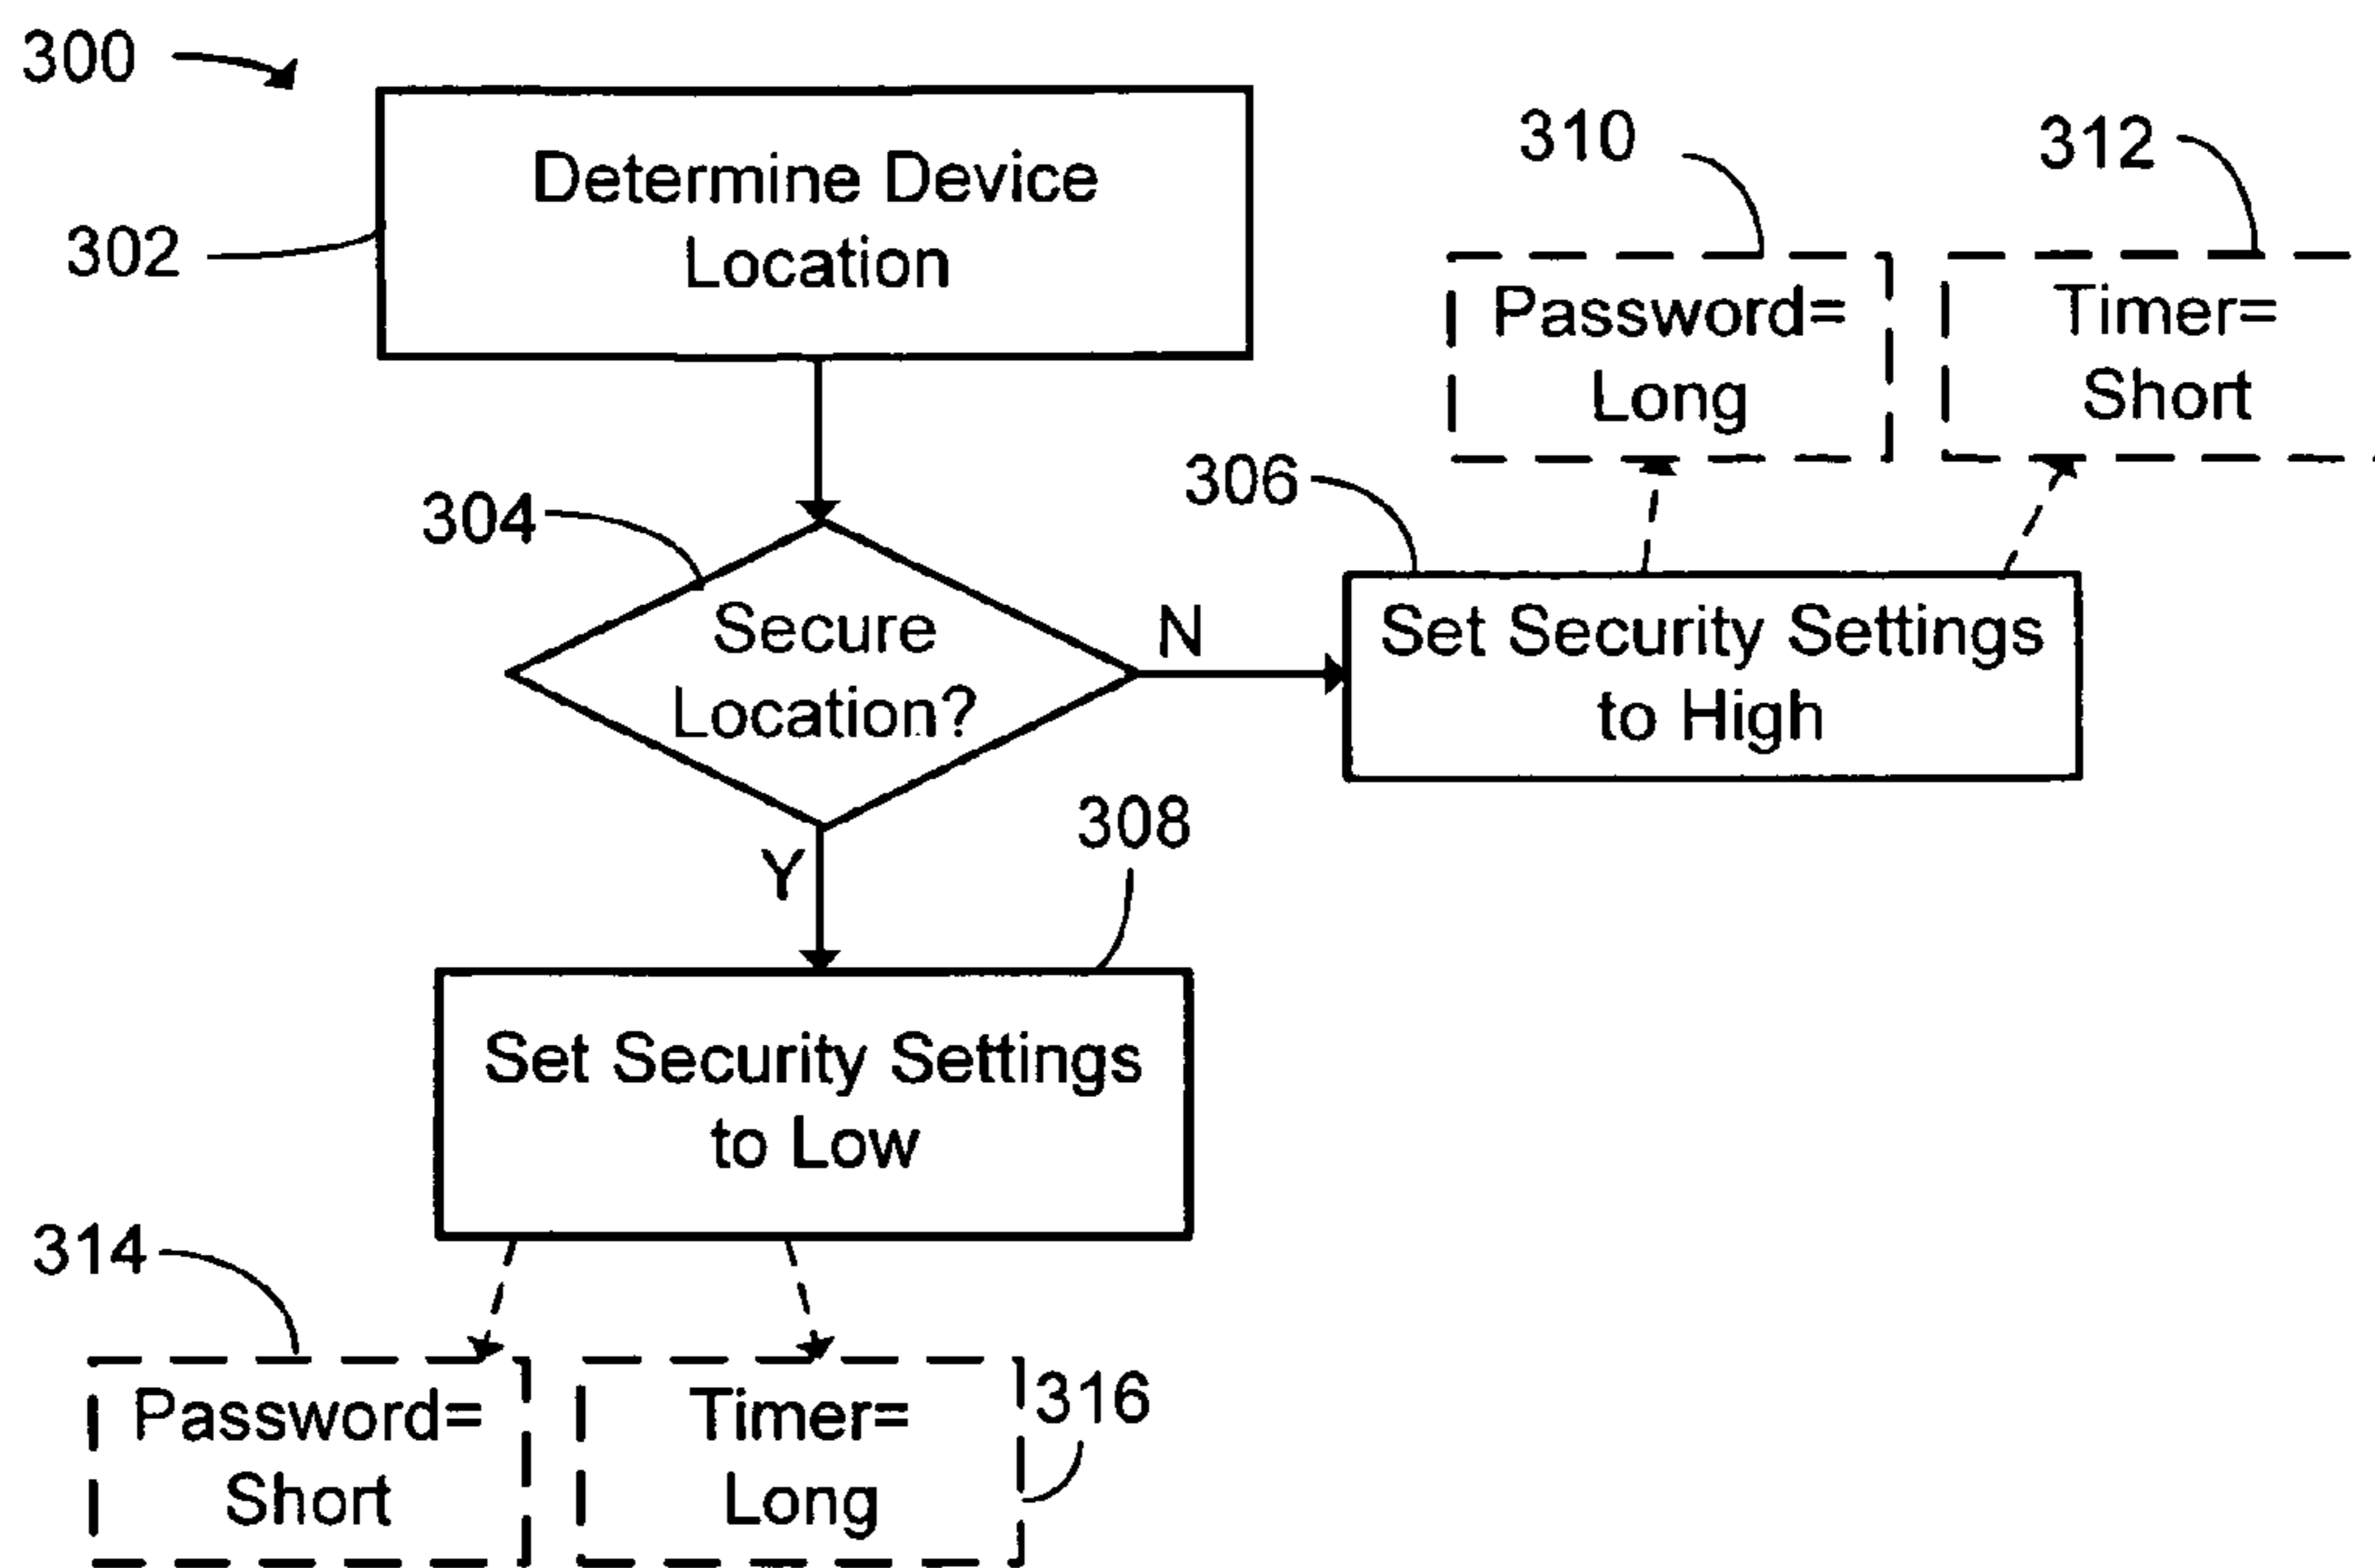 300
302
Determine Device
Location
310
Password=
Long
312
Timer=
Short
304
Secure
Location?
N
306
Set Security Settings
to High
Y
308
Set Security Settings
to Low
314
Password=
Short
316
Timer=
Long